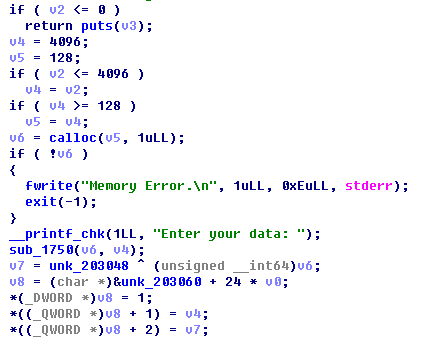 if ( v2 <= 0 )
return puts(v3);
v4 = 4096;
v5 = 128;
if ( v2 <= 4096 )
v4 = v2;
if ( v4 >= 128 )
v5 = v4;
v6 = calloc(v5, 1uLL);
if ( !v6 )
{
fwrite("Memory Error.\n", 1uLL, 0xEuLL, stderr);
exit(-1);
}
__printf_chk(1LL, "Enter your data: ");
sub_1750(v6, v4);
v7 = unk_203048 ^ (unsigned __int64)v6;
v8 = (char *)&unk_203060 + 24 * v0;
*(_DWORD *)v8 = 1;
*((_QWORD *)v8 + 1) = v4;
*((_QWORD *)v8 + 2) = v7;